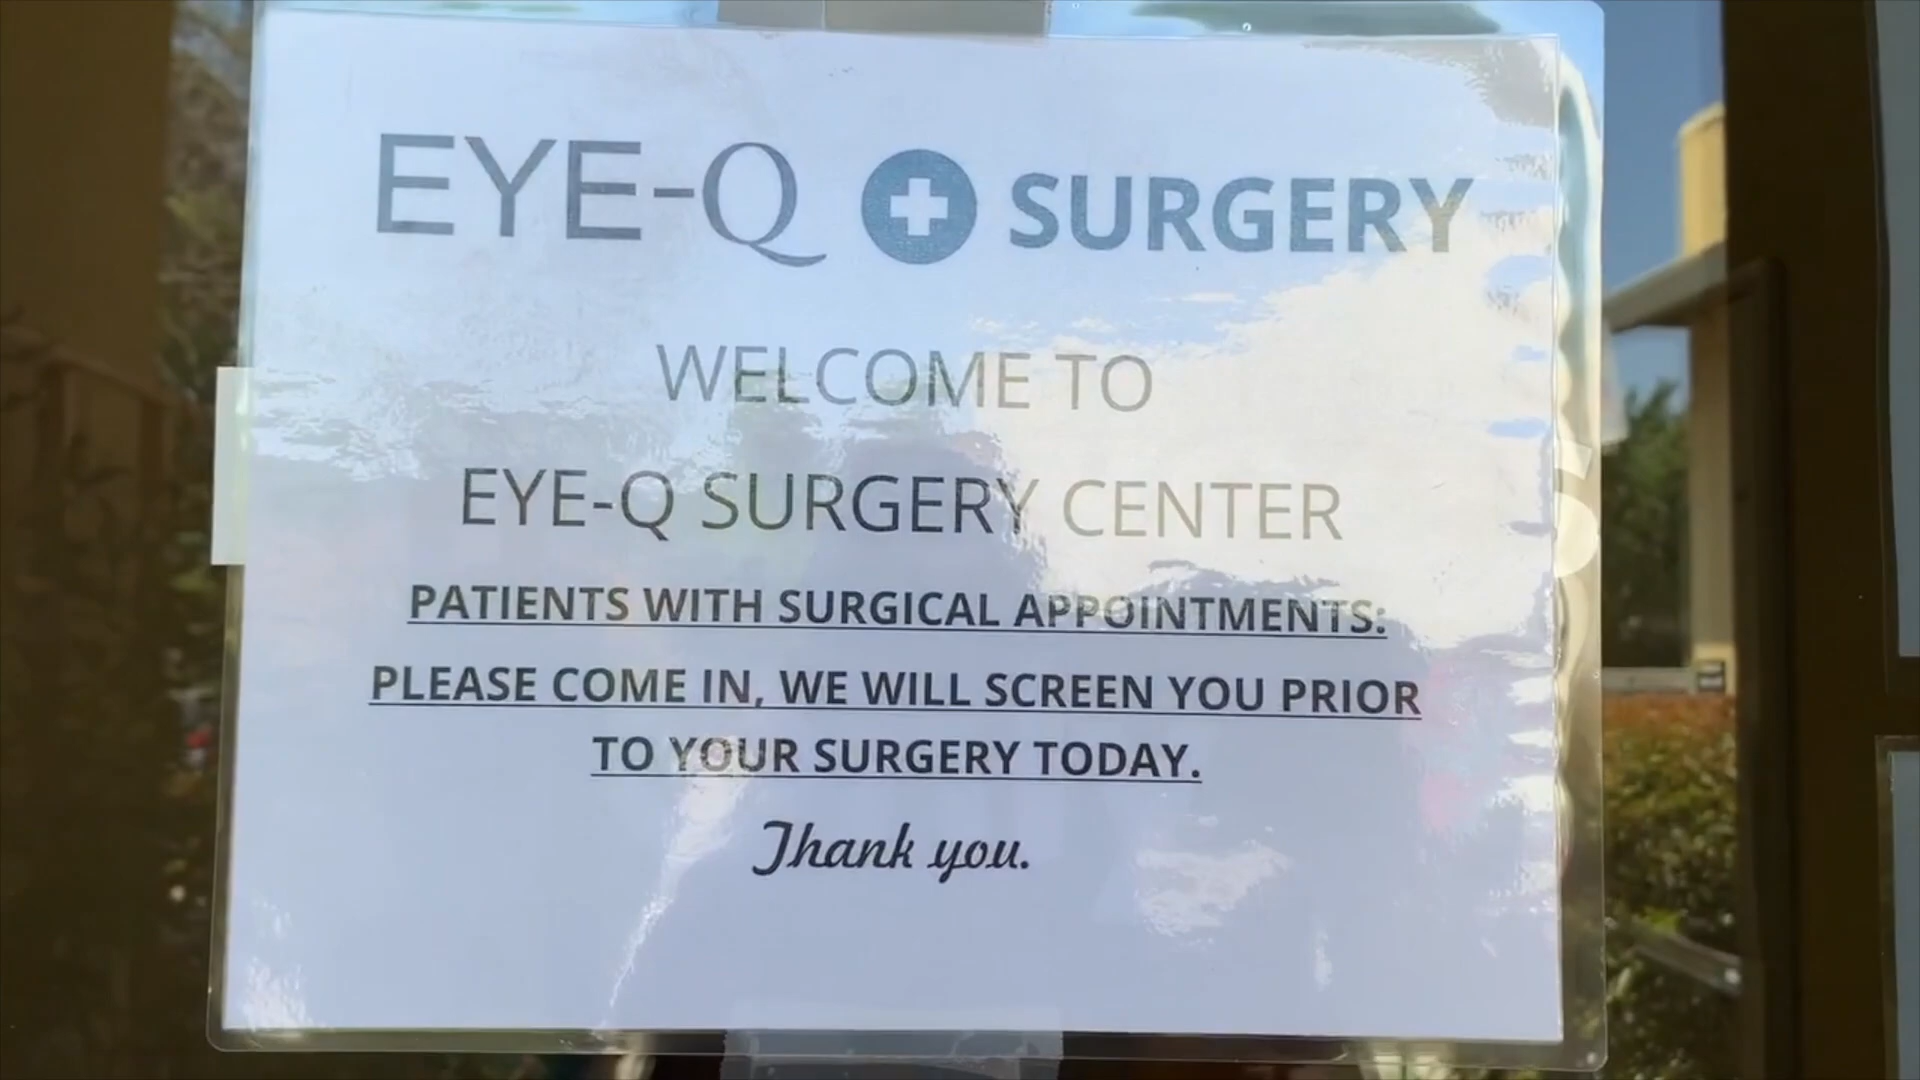 EYE-Q SURGERY
WELCOME TO
EYE-Q SURGERY CENTER
PATIENTS WITH SURGICAL APPOINTMENTS:
PLEASE COME IN, WE WILL SCREEN YOU PRIOR
TO YOUR SURGERY TODAY.
Thank you.